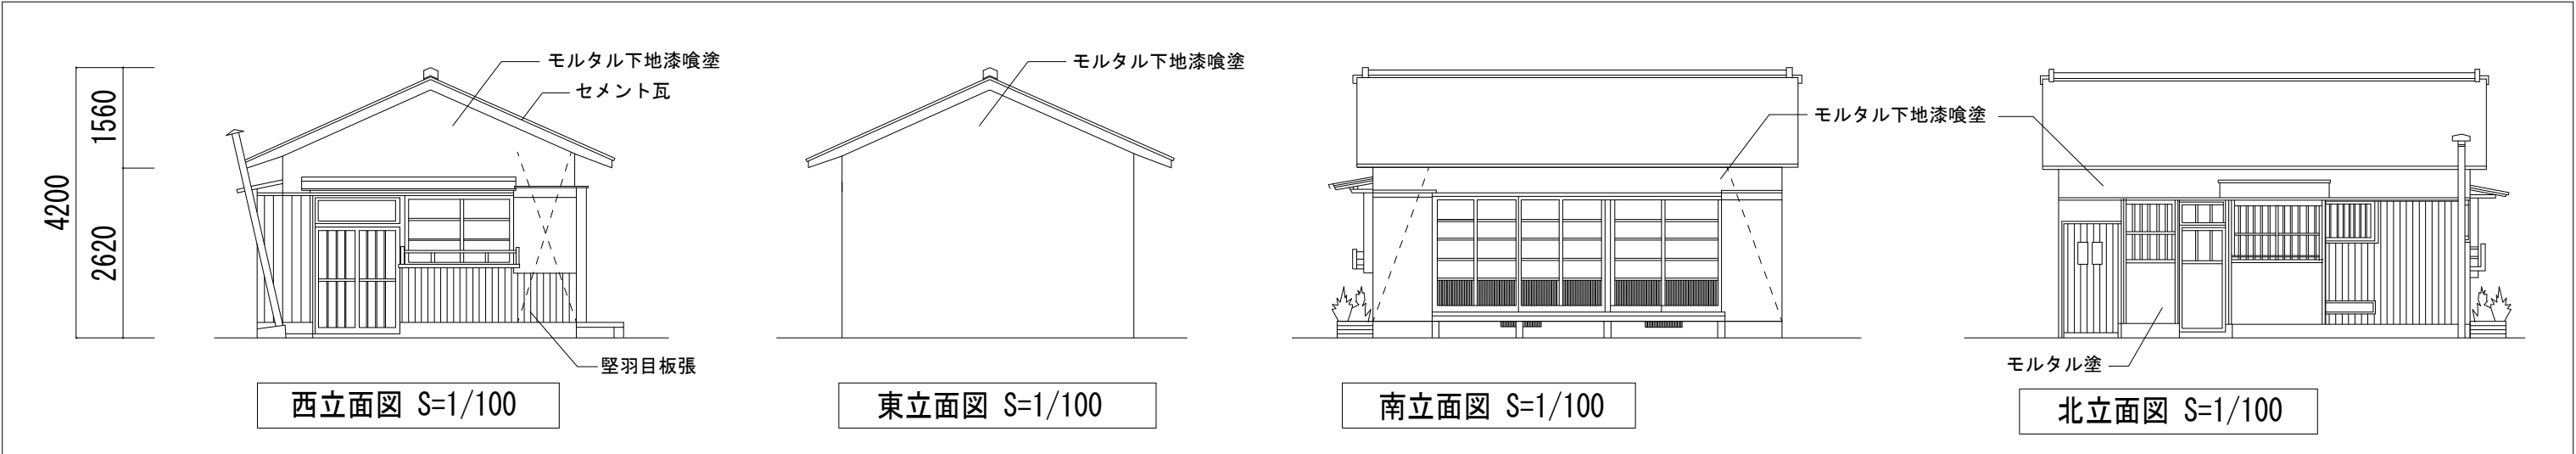 モルタル下地漆喰塗
セメント瓦
1560
4200
2620
堅羽目板張
西立面図 S=1/100
モルタル下地漆喰塗
東立面図 S=1/100
モルタル下地漆喰塗
南立面図 S=1/100
モルタル塗
北立面図 S=1/100